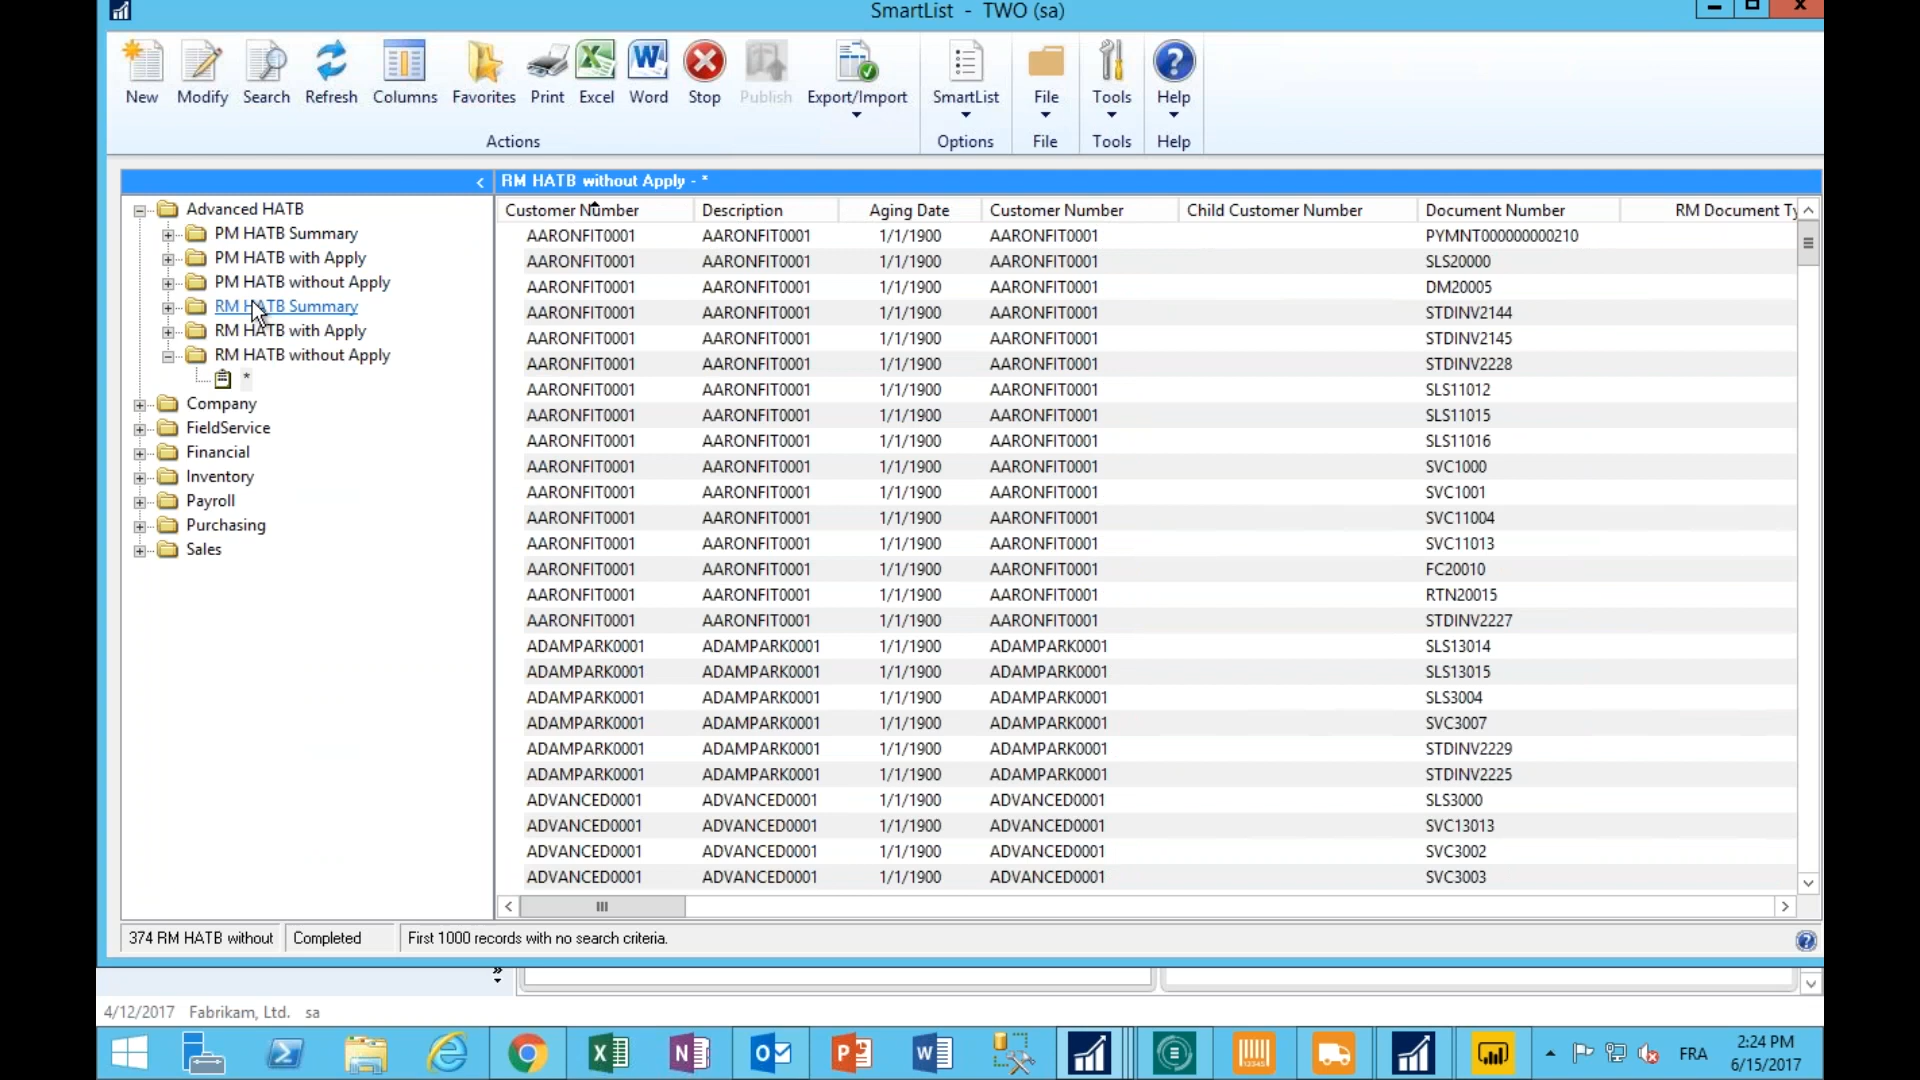 SmartList - TWO (sa)
New Modify Search Refresh Columns Favorites Print Excel Word Stop Publish Export/Import SmartList File Tools Help
Actions Options File Tools Help
< RM HATB without Apply - *
Advanced HATB
PM HATB Summary
PM HATB with Apply
PM HATB without Apply
RM HATB Summary
RM HATB with Apply
RM HATB without Apply
*
Company
FieldService
Financial
Inventory
Payroll
Purchasing
Sales
Customer Number Description Aging Date Customer Number Child Customer Number Document Number RM Document Ty
AARONFIT0001 AARONFIT0001 1/1/1900 AARONFIT0001 PYMNT000000000210
AARONFIT0001 AARONFIT0001 1/1/1900 AARONFIT0001 SLS20000
AARONFIT0001 AARONFIT0001 1/1/1900 AARONFIT0001 DM20005
AARONFIT0001 AARONFIT0001 1/1/1900 AARONFIT0001 STDINV2144
AARONFIT0001 AARONFIT0001 1/1/1900 AARONFIT0001 STDINV2145
AARONFIT0001 AARONFIT0001 1/1/1900 AARONFIT0001 STDINV2228
AARONFIT0001 AARONFIT0001 1/1/1900 AARONFIT0001 SLS11012
AARONFIT0001 AARONFIT0001 1/1/1900 AARONFIT0001 SLS11015
AARONFIT0001 AARONFIT0001 1/1/1900 AARONFIT0001 SLS11016
AARONFIT0001 AARONFIT0001 1/1/1900 AARONFIT0001 SVC1000
AARONFIT0001 AARONFIT0001 1/1/1900 AARONFIT0001 SVC1001
AARONFIT0001 AARONFIT0001 1/1/1900 AARONFIT0001 SVC11004
AARONFIT0001 AARONFIT0001 1/1/1900 AARONFIT0001 SVC11013
AARONFIT0001 AARONFIT0001 1/1/1900 AARONFIT0001 FC20010
AARONFIT0001 AARONFIT0001 1/1/1900 AARONFIT0001 RTN20015
AARONFIT0001 AARONFIT0001 1/1/1900 AARONFIT0001 STDINV2227
ADAMPARK0001 ADAMPARK0001 1/1/1900 ADAMPARK0001 SLS13014
ADAMPARK0001 ADAMPARK0001 1/1/1900 ADAMPARK0001 SLS13015
ADAMPARK0001 ADAMPARK0001 1/1/1900 ADAMPARK0001 SLS3004
ADAMPARK0001 ADAMPARK0001 1/1/1900 ADAMPARK0001 SVC3007
ADAMPARK0001 ADAMPARK0001 1/1/1900 ADAMPARK0001 STDINV2229
ADAMPARK0001 ADAMPARK0001 1/1/1900 ADAMPARK0001 STDINV2225
ADVANCED0001 ADVANCED0001 1/1/1900 ADVANCED0001 SLS3000
ADVANCED0001 ADVANCED0001 1/1/1900 ADVANCED0001 SVC13013
ADVANCED0001 ADVANCED0001 1/1/1900 ADVANCED0001 SVC3002
ADVANCED0001 ADVANCED0001 1/1/1900 ADVANCED0001 SVC3003
374 RM HATB without Completed First 1000 records with no search criteria.
4/12/2017 Fabrikam, Ltd. sa
FRA 2:24 PM
6/15/2017